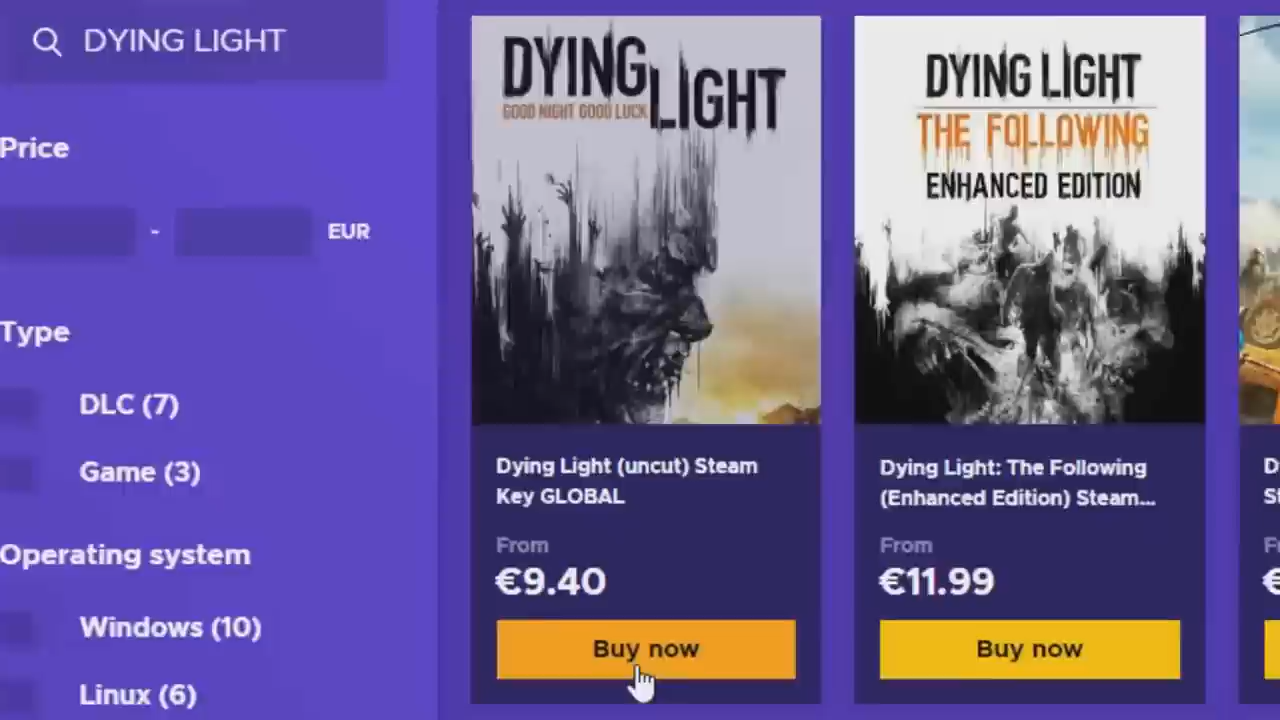 DYING LIGHT
Price
- EUR
Type
DLC (7)
Game (3)
Operating system
Windows (10)
Linux (6)
DYING LIGHT
GOOD NIGHT GOOD LUCK
Dying Light (uncut) Steam
Key GLOBAL
From
€9.40
Buy now
DYING LIGHT
THE FOLLOWING
ENHANCED EDITION
Dying Light: The Following
(Enhanced Edition) Steam...
From
€11.99
Buy now